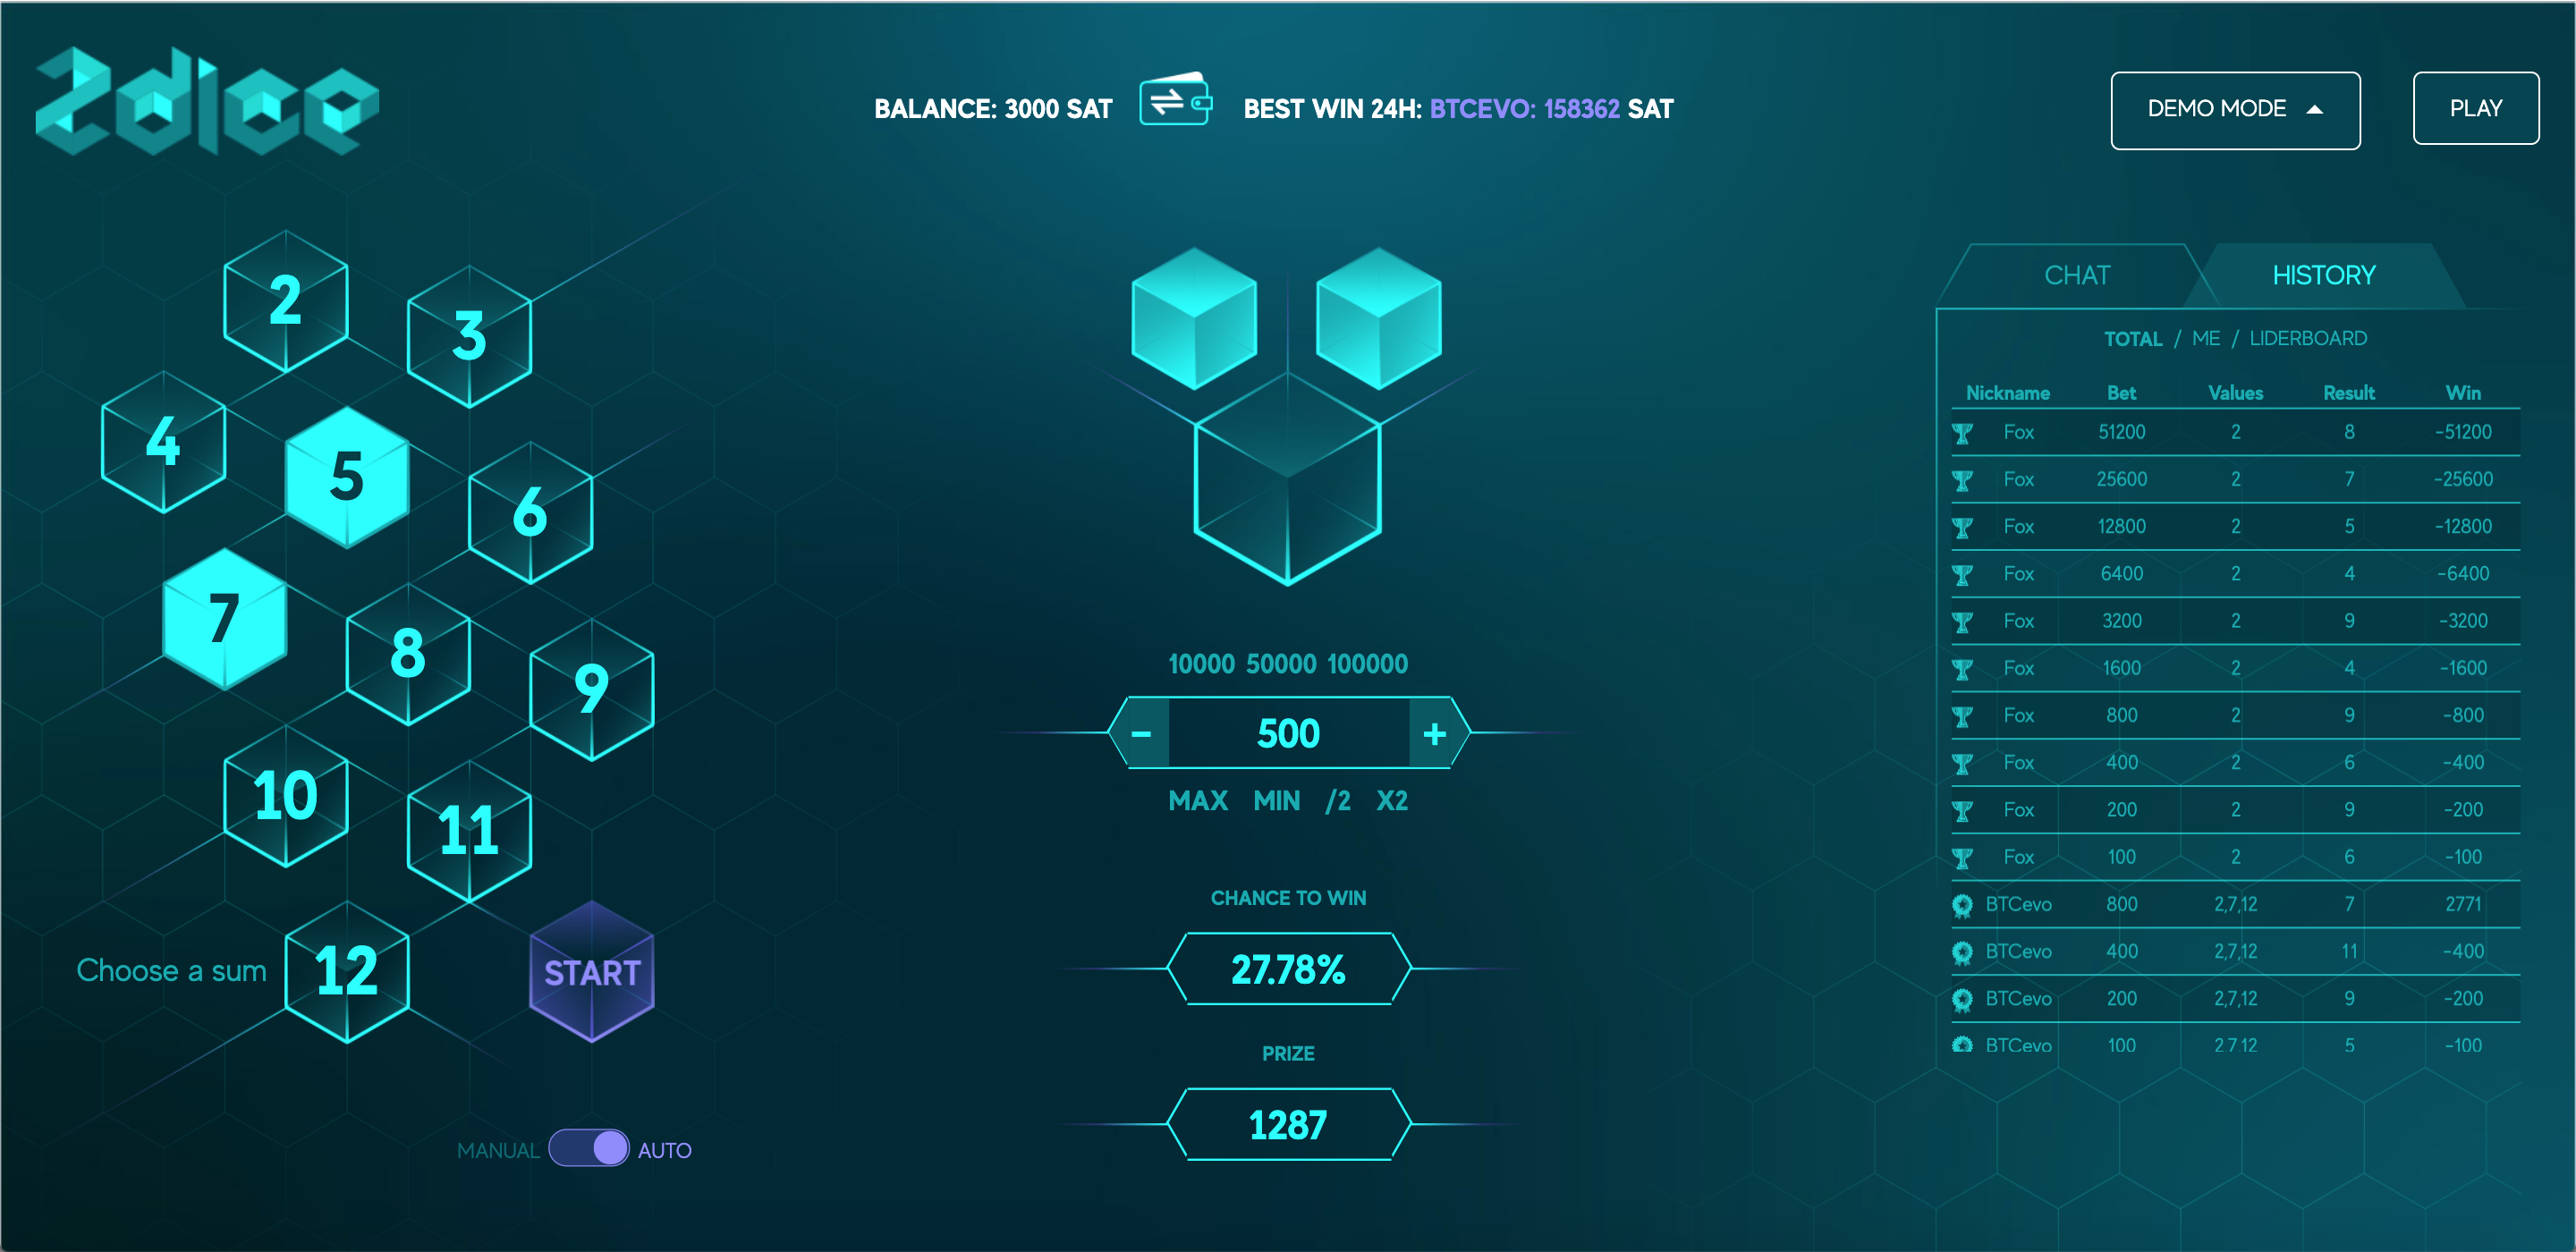 2dice
BALANCE: 3000 SAT
BEST WIN 24H: BTCEVO: 158362 SAT
DEMO MODE
PLAY
2
3
4
5
6
7
8
9
10
11
12
Choose a sum
START
MANUAL AUTO
10000 50000 100000
- 500 +
MAX MIN /2 X2
CHANCE TO WIN
27.78%
PRIZE
1287
CHAT HISTORY
TOTAL / ME / LIDERBOARD
Nickname Bet Values Result Win
Fox 51200 2 8 -51200
Fox 25600 2 7 -25600
Fox 12800 2 5 -12800
Fox 6400 2 4 -6400
Fox 3200 2 9 -3200
Fox 1600 2 4 -1600
Fox 800 2 9 -800
Fox 400 2 6 -400
Fox 200 2 9 -200
Fox 100 2 6 -100
BTCevo 800 2,7,12 7 2771
BTCevo 400 2,7,12 11 -400
BTCevo 200 2,7,12 9 -200
BTCevo 100 2,7,12 5 -100